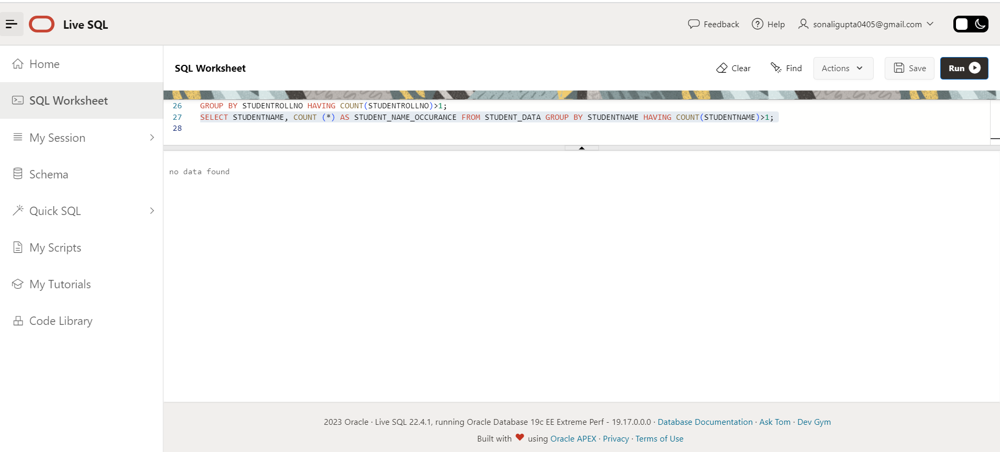 Live SQL
Feedback
Help
sonaligupta0405@gmail.com
Home
SQL Worksheet
My Session
Schema
Quick SQL
My Scripts
My Tutorials
Code Library
SQL Worksheet
Clear
Find
Actions
Save
Run
26 GROUP BY STUDENTROLLNO HAVING COUNT(STUDENTROLLNO)>1;
27 SELECT STUDENTNAME, COUNT (*) AS STUDENT_NAME_OCCURANCE FROM STUDENT_DATA GROUP BY STUDENTNAME HAVING COUNT(STUDENTNAME)>1;
28
no data found
2023 Oracle · Live SQL 22.4.1, running Oracle Database 19c EE Extreme Perf - 19.17.0.0.0 · Database Documentation · Ask Tom · Dev Gym
Built with ❤ using Oracle APEX · Privacy · Terms of Use